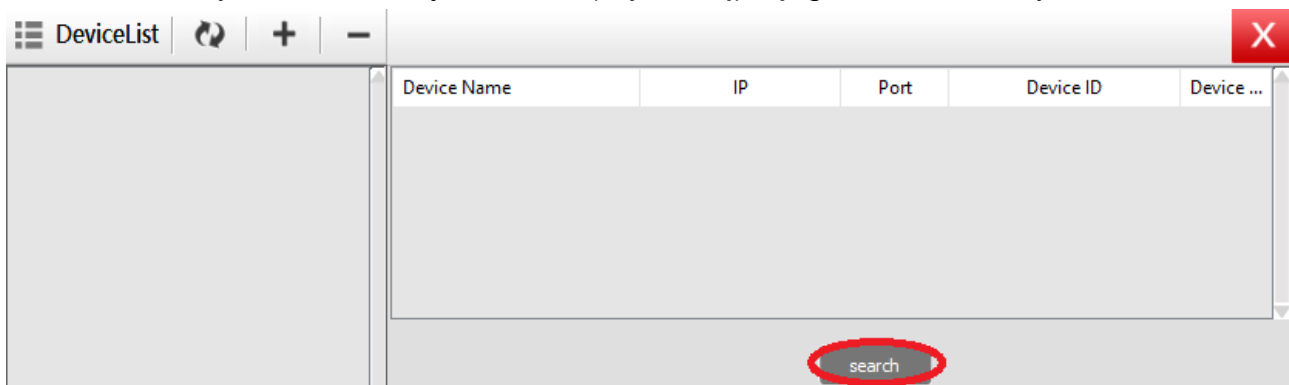 DeviceList
X
Device Name IP Port Device ID Device ...
search